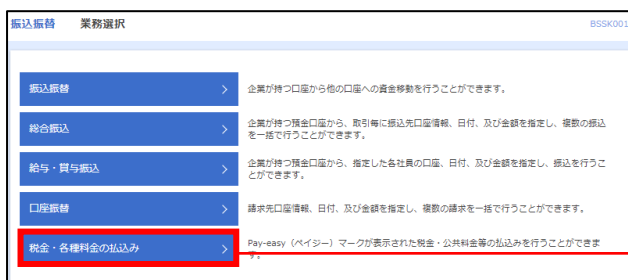 振込振替 業務選択 BSSK001
振込振替 企業が持つ口座から他の口座への資金移動を行うことができます。
総合振込 企業が持つ預金口座から、取引毎に振込先口座情報、日付、及び金額を指定し、複数の振込
を一括で行うことができます。
給与・賞与振込 企業が持つ預金口座から、指定した各社員の口座、日付、及び金額を指定し、振込を行うこ
とができます。
口座振替 請求先口座情報、日付、及び金額を指定し、複数の請求を一括で行うことができます。
税金・各種料金の払込み Pay-easy（ペイジー）マークが表示された税金・公共料金等の払込みを行うことができま
す。